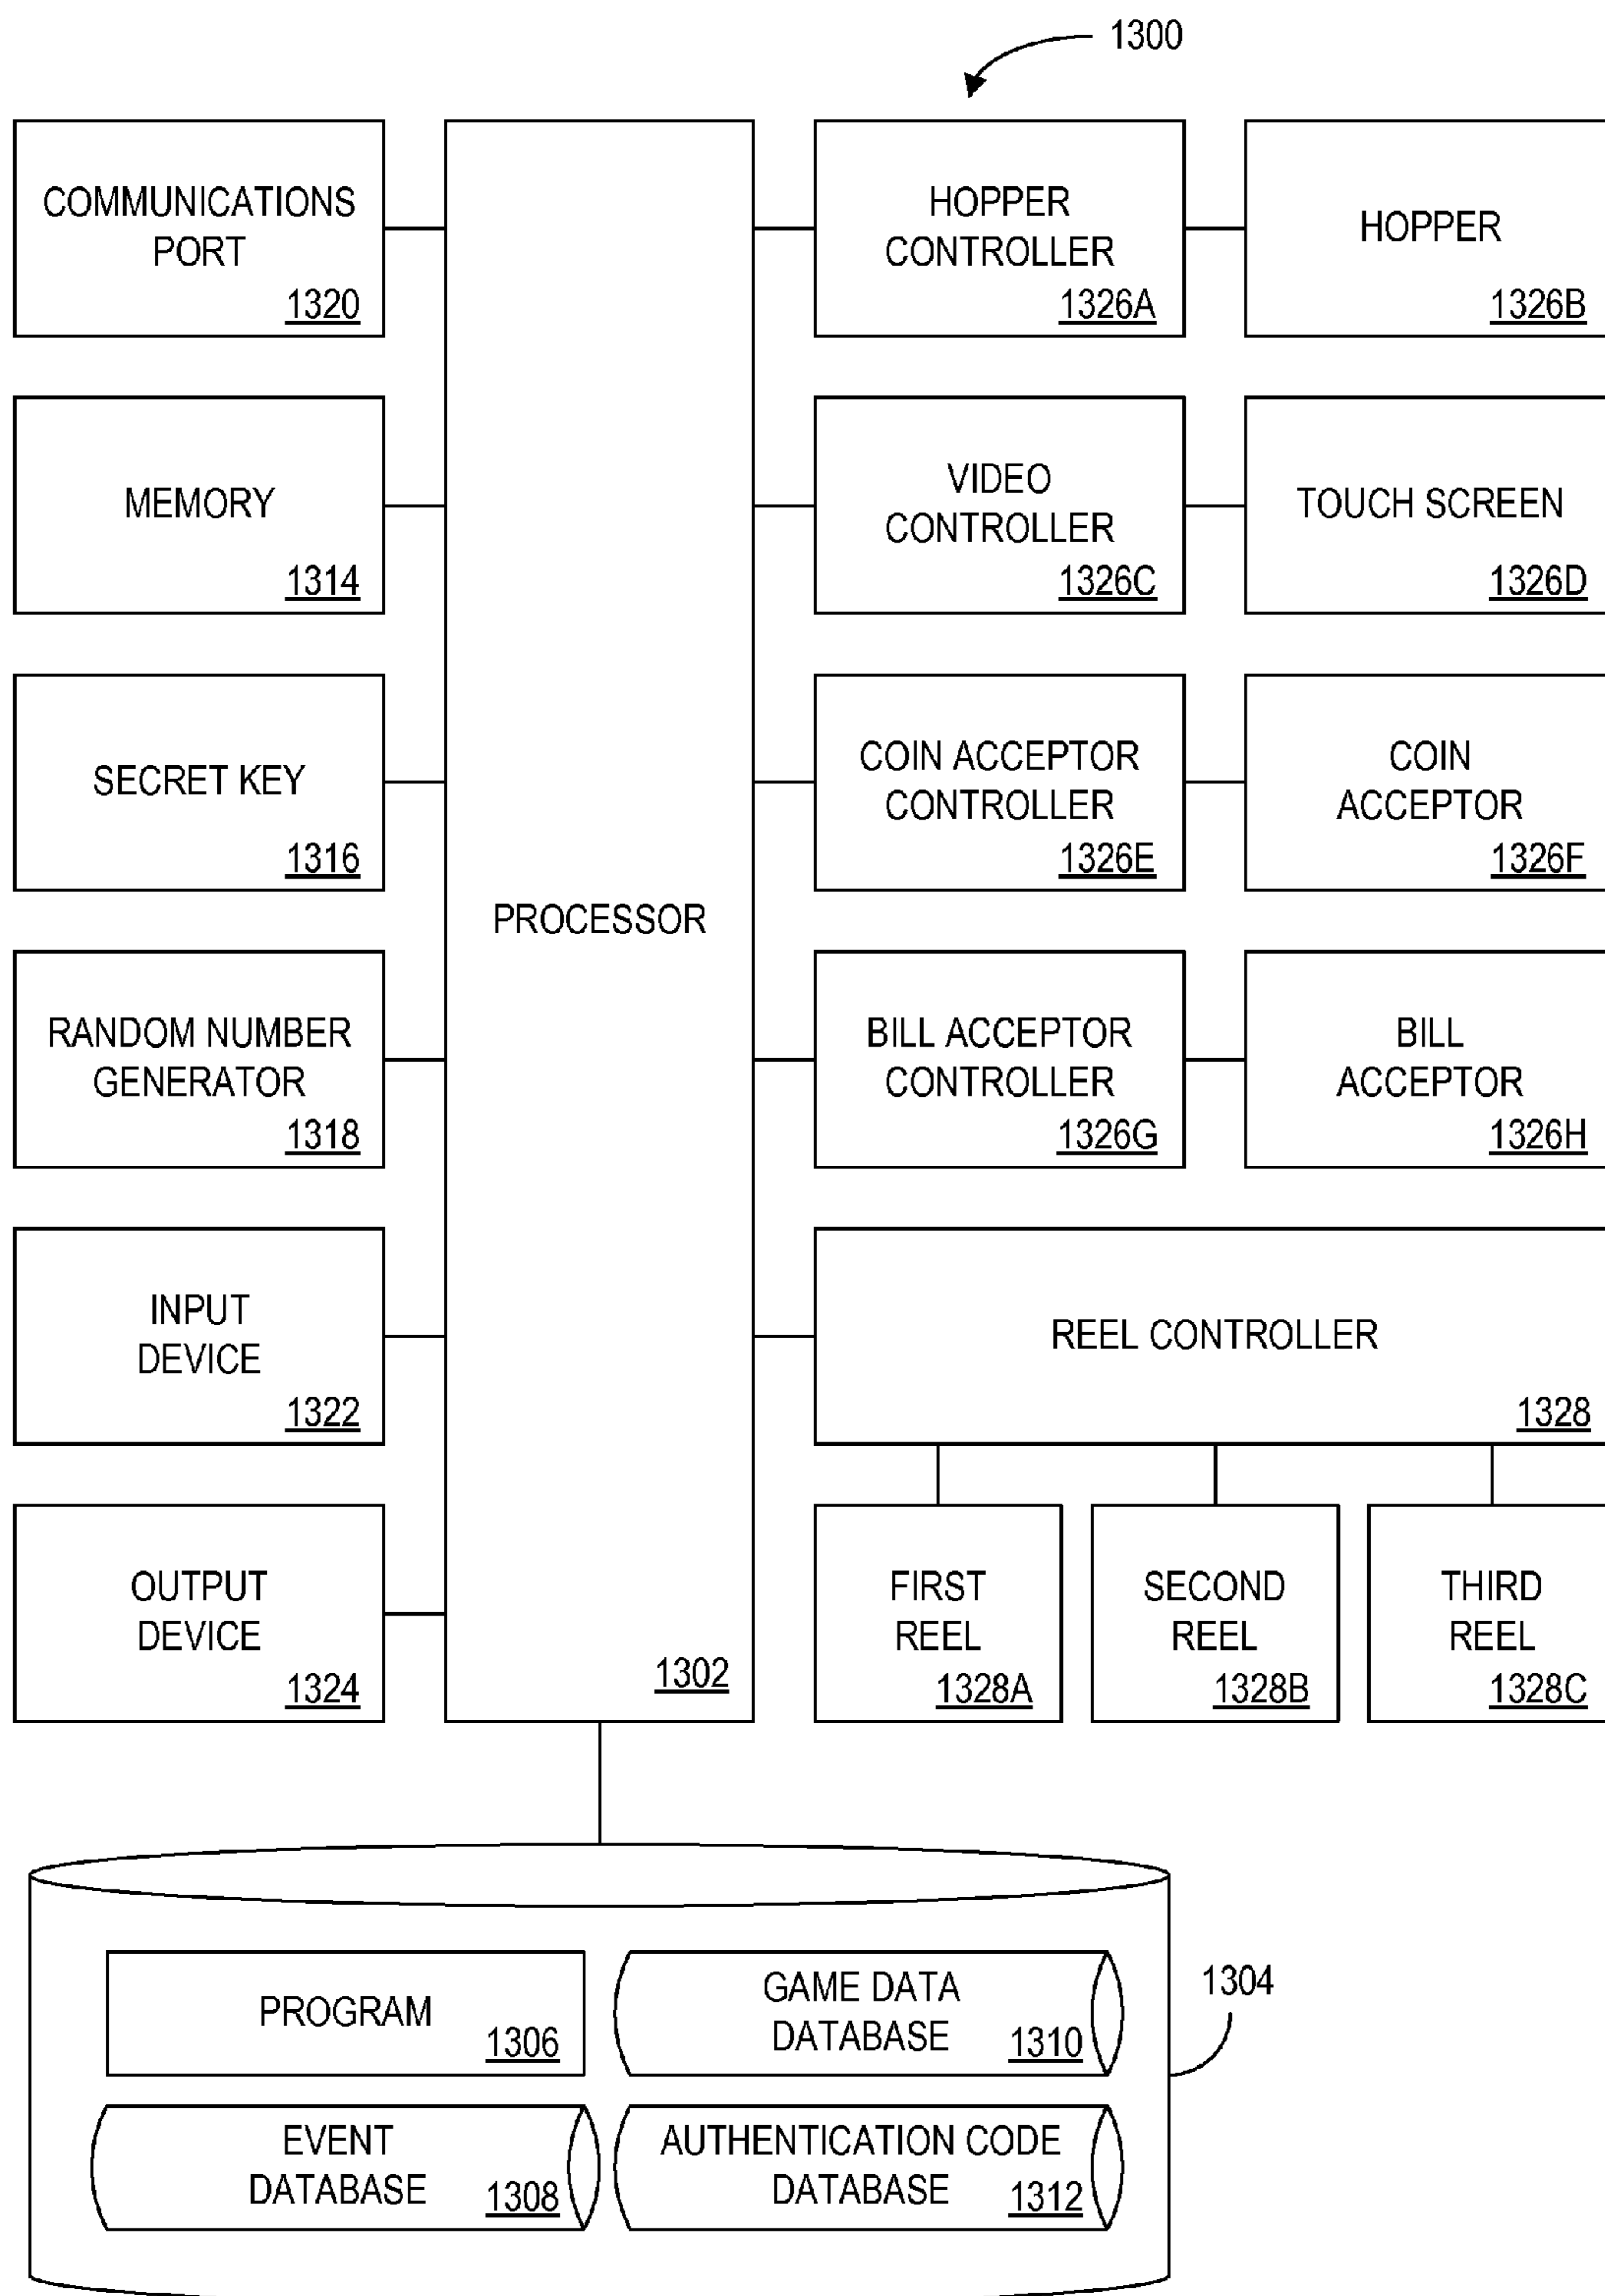 1300
COMMUNICATIONS
PORT
1320
MEMORY
1314
SECRET KEY
1316
RANDOM NUMBER
GENERATOR
1318
INPUT
DEVICE
1322
OUTPUT
DEVICE
1324
PROCESSOR
1302
HOPPER
CONTROLLER
1326A
HOPPER
1326B
VIDEO
CONTROLLER
1326C
TOUCH SCREEN
1326D
COIN ACCEPTOR
CONTROLLER
1326E
COIN
ACCEPTOR
1326F
BILL ACCEPTOR
CONTROLLER
1326G
BILL
ACCEPTOR
1326H
REEL CONTROLLER
1328
FIRST
REEL
1328A
SECOND
REEL
1328B
THIRD
REEL
1328C
PROGRAM
1306
GAME DATA
DATABASE
1310
1304
EVENT
DATABASE
1308
AUTHENTICATION CODE
DATABASE
1312